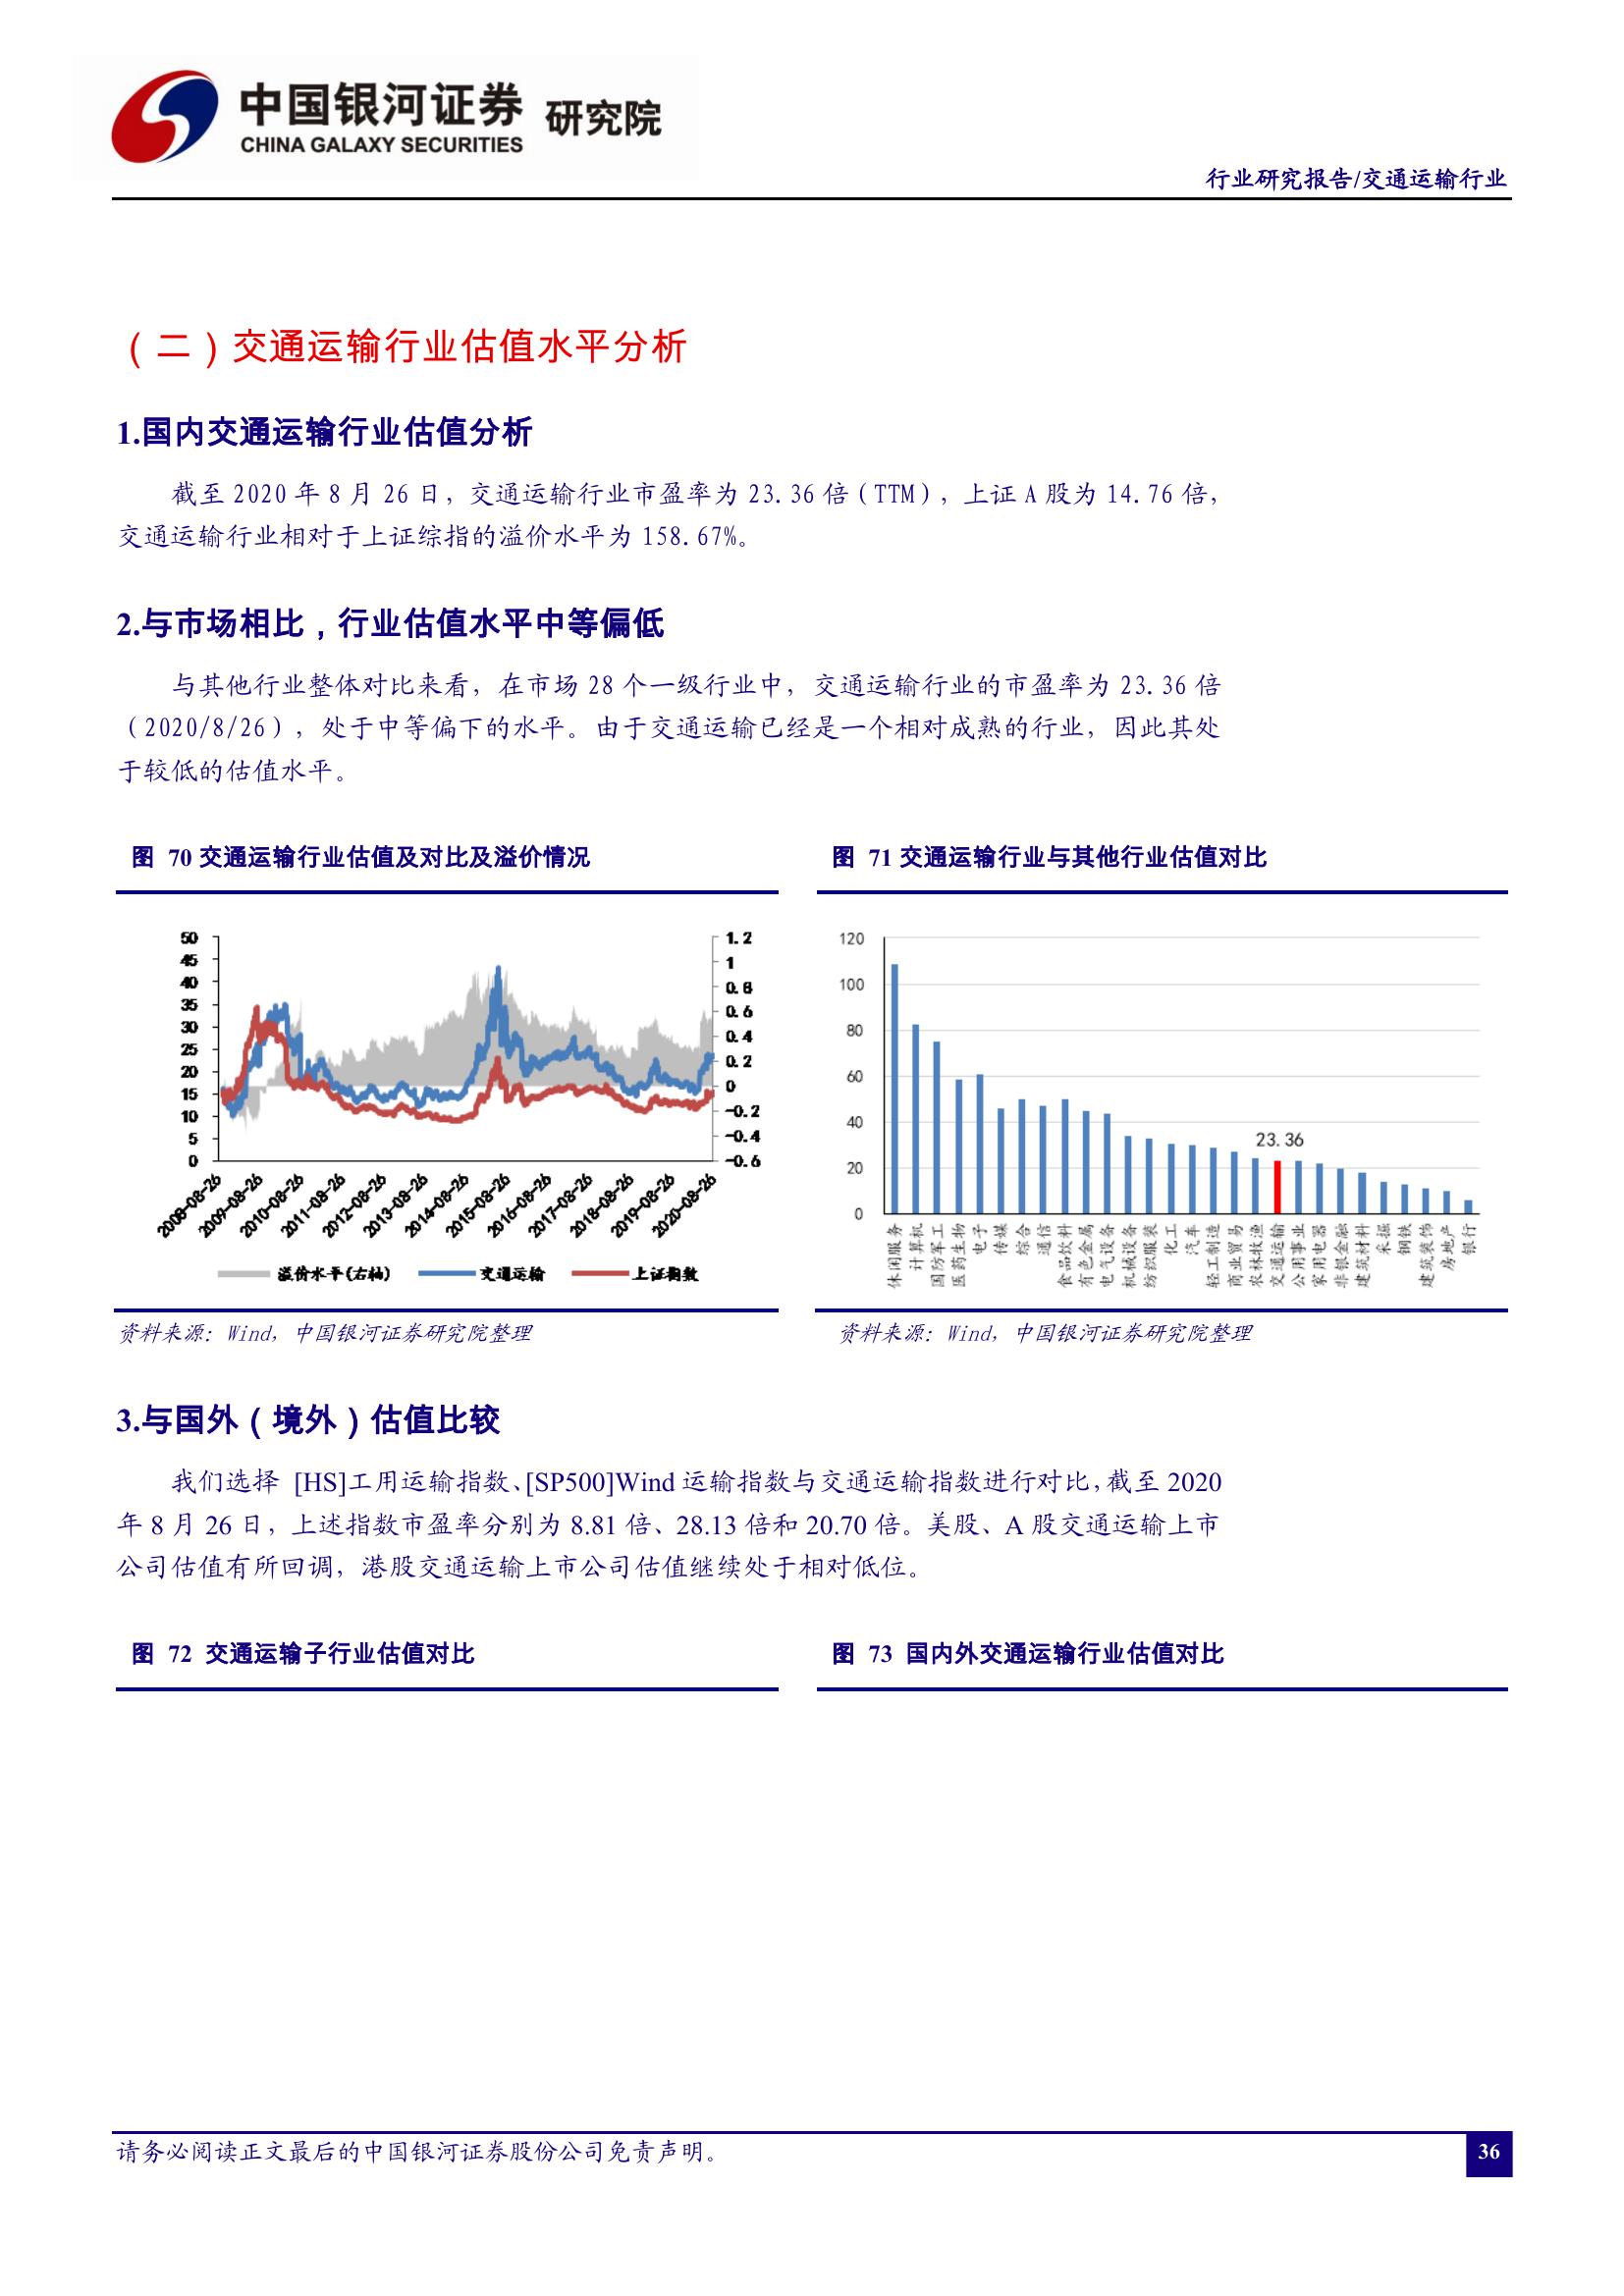 中国银河证券 研究院
CHINA GALAXY SECURITIES
行业研究报告/交通运输行业
（二）交通运输行业估值水平分析
1.国内交通运输行业估值分析
截至 2020 年 8 月 26 日，交通运输行业市盈率为 23.36 倍（TTM），上证 A 股为 14.76 倍，
交通运输行业相对于上证综指的溢价水平为 158.67%。
2.与市场相比，行业估值水平中等偏低
与其他行业整体对比来看，在市场 28 个一级行业中，交通运输行业的市盈率为 23.36 倍
（2020/8/26），处于中等偏下的水平。由于交通运输已经是一个相对成熟的行业，因此其处
于较低的估值水平。
图 70 交通运输行业估值及对比及溢价情况
50
45
40
35
30
25
20
15
10
5
0
1.2
1
0.8
0.6
0.4
0.2
0
-0.2
-0.4
-0.6
2008-08-26
2009-08-26
2010-08-26
2011-08-26
2012-08-26
2013-08-26
2014-08-26
2015-08-26
2016-08-26
2017-08-26
2018-08-26
2019-08-26
2020-08-26
溢价水平(右轴)
交通运输
上证指数
资料来源：Wind，中国银河证券研究院整理
图 71 交通运输行业与其他行业估值对比
120
100
80
60
40
20
0
23.36
休闲服务
计算机
国防军工
医药生物
电子
传媒
综合
通信
食品饮料
有色金属
电气设备
机械设备
纺织服装
化工
汽车
轻工制造
商业贸易
农林牧渔
交通运输
公用事业
家用电器
非银金融
建筑材料
采掘
钢铁
建筑装饰
房地产
银行
资料来源：Wind，中国银河证券研究院整理
3.与国外（境外）估值比较
我们选择 [HS]工用运输指数、[SP500]Wind 运输指数与交通运输指数进行对比，截至 2020
年 8 月 26 日，上述指数市盈率分别为 8.81 倍、28.13 倍和 20.70 倍。美股、A 股交通运输上市
公司估值有所回调，港股交通运输上市公司估值继续处于相对低位。
图 72 交通运输子行业估值对比
图 73 国内外交通运输行业估值对比
请务必阅读正文最后的中国银河证券股份公司免责声明。
36